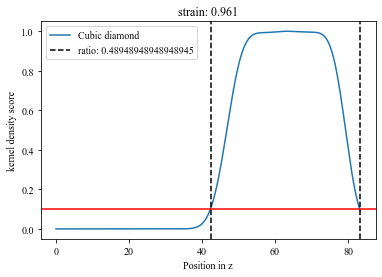 strain: 0.961
Cubic diamond
ratio: 0.48948948948948945
kernel density score
1.0
0.8
0.6
0.4
0.2
0.0
0
20
40
60
80
Position in z